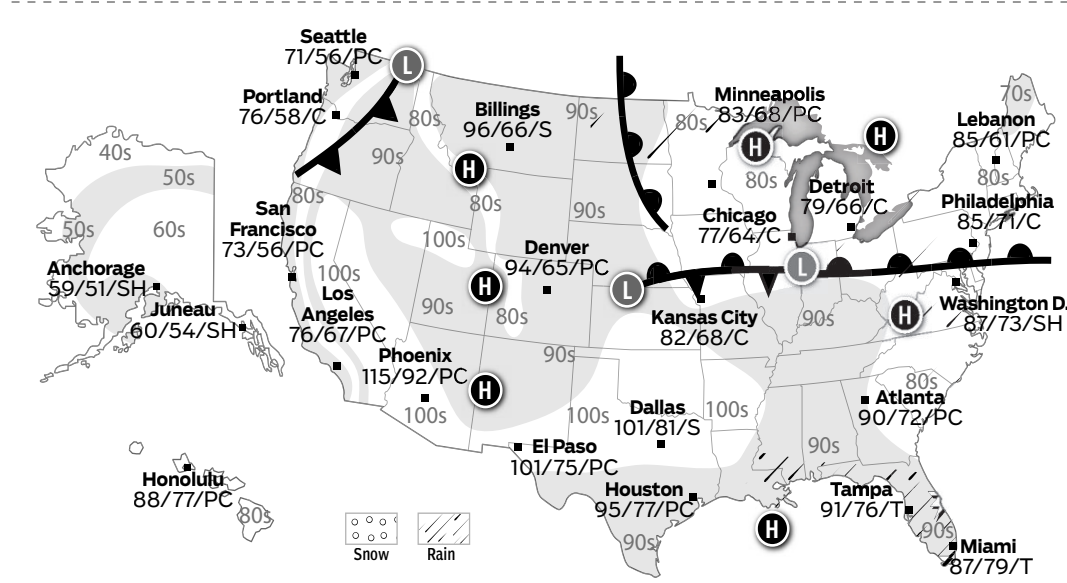 Seattle
71/56/PC
L
Portland
76/58/C
80s
Billings
96/66/S
90s
80s
Minneapolis
83/68/PC
H
H
70s
Lebanon
85/61/PC
80s
40s
50s
50s
60s
90s
H
80s
80s
80s
Detroit
79/66/C
Philadelphia
85/71/C
San
Francisco
73/56/PC
100s
90s
Chicago
77/64/C
Denver
94/65/PC
100s
H
90s
80s
L
L
Anchorage
59/51/SH
Juneau
60/54/SH
Los
Angeles
76/67/PC
Kansas City
82/68/C
90s
H
Washington D.
87/73/SH
Phoenix
115/92/PC
100s
H
90s
100s
Dallas
101/81/S
100s
80s
Atlanta
90/72/PC
90s
El Paso
101/75/PC
Honolulu
88/77/PC
80s
Houston
95/77/PC
90s
H
Tampa
91/76/T
90s
Miami
87/79/T
Snow
Rain